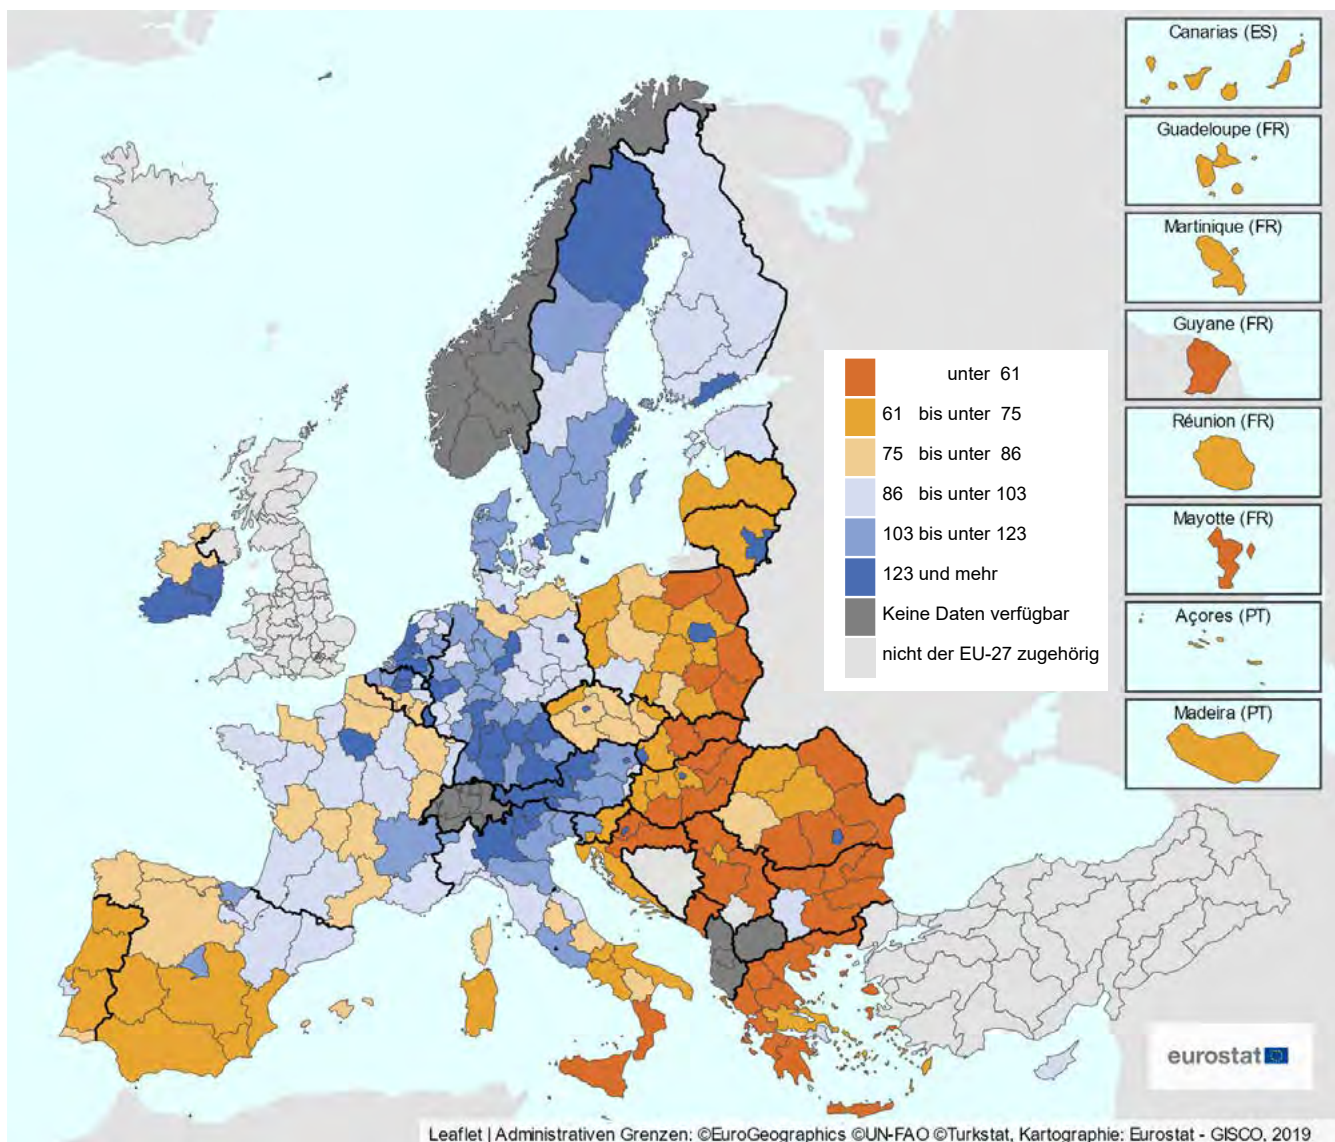 Canarias (ES)
Guadeloupe (FR)
Martinique (FR)
Guyane (FR)
Réunion (FR)
Mayotte (FR)
Açores (PT)
Madeira (PT)
unter 61
61 bis unter 75
75 bis unter 86
86 bis unter 103
103 bis unter 123
123 und mehr
Keine Daten verfügbar
nicht der EU-27 zugehörig
eurostat
Leaflet | Administrativen Grenzen: ©EuroGeographics ©UN-FAO ©Turkstat, Kartographie: Eurostat - GISCO, 2019